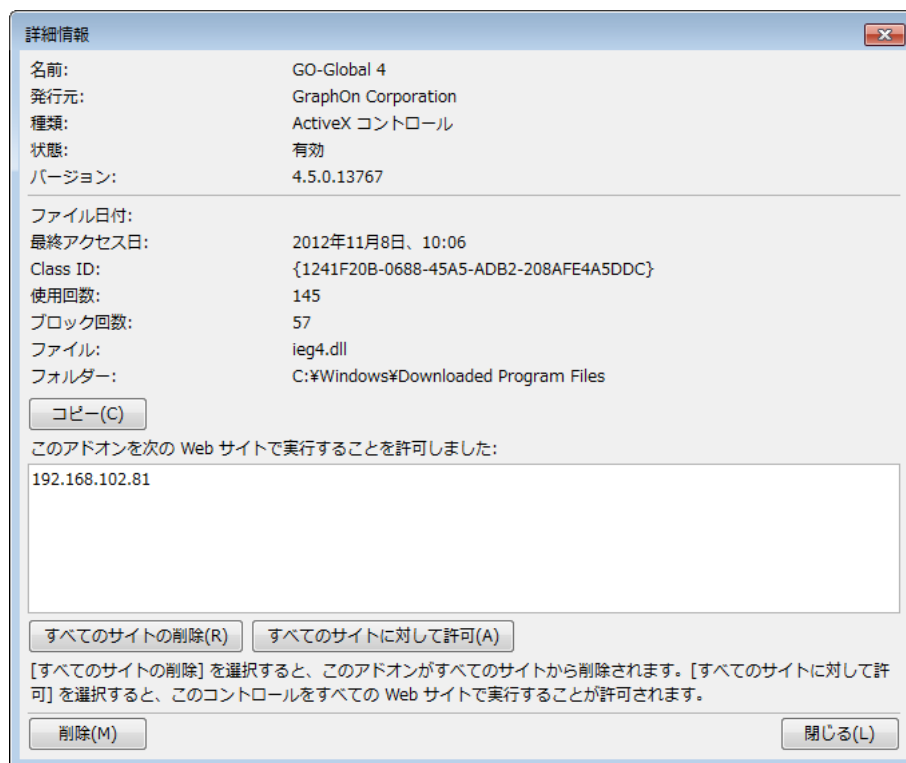 詳細情報
名前: GO-Global 4
発行元: GraphOn Corporation
種類: ActiveX コントロール
状態: 有効
バージョン: 4.5.0.13767
ファイル日付:
最終アクセス日: 2012年11月8日、10:06
Class ID: {1241F20B-0688-45A5-ADB2-208AFE4A5DDC}
使用回数: 145
ブロック回数: 57
ファイル: ieg4.dll
フォルダー: C:¥Windows¥Downloaded Program Files
コピー(C)
このアドオンを次の Web サイトで実行することを許可しました:
192.168.102.81
すべてのサイトの削除(R) すべてのサイトに対して許可(A)
[すべてのサイトの削除] を選択すると、このアドオンがすべてのサイトから削除されます。[すべてのサイトに対して許
可] を選択すると、このコントロールをすべての Web サイトで実行することが許可されます。
削除(M) 閉じる(L)